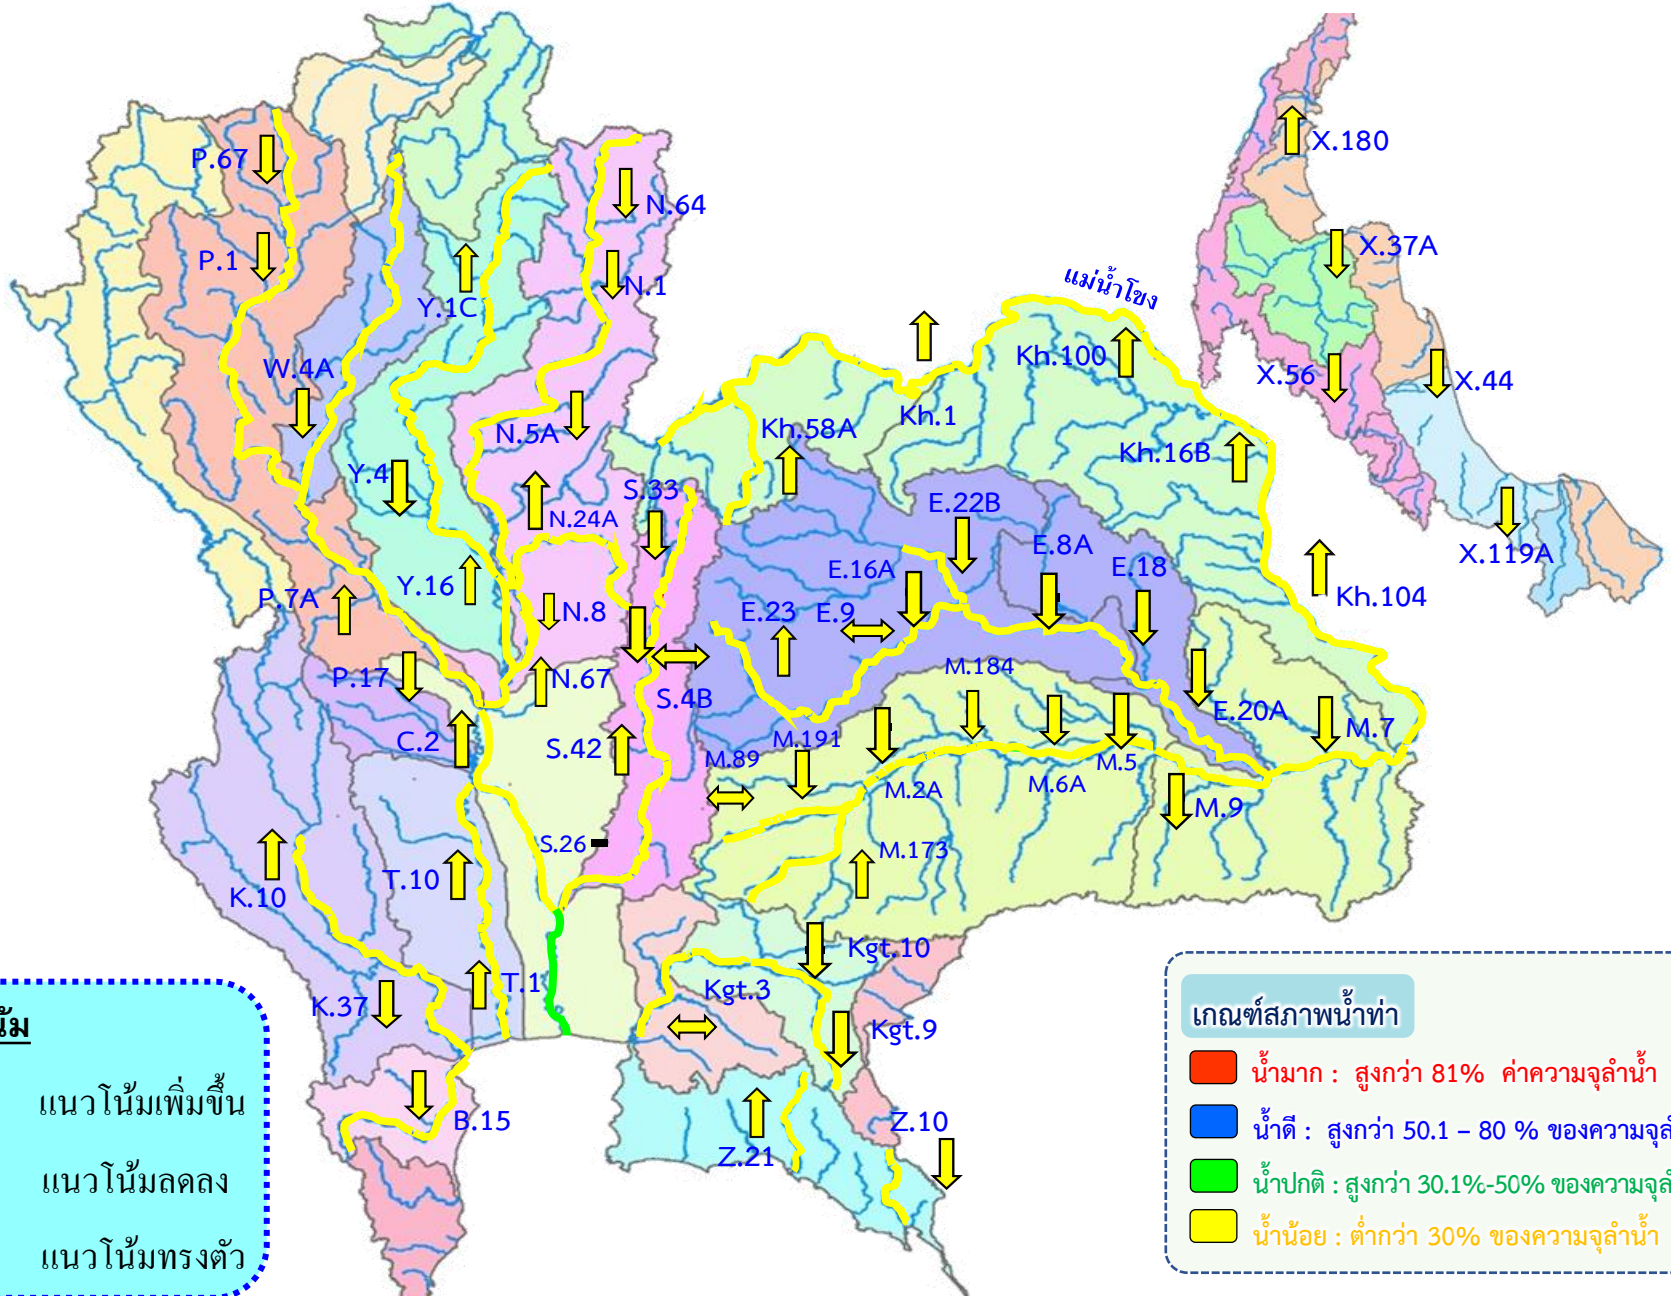 P.67
X.180
N.64
P.1
X.37A
Y.1C
N.1
แม่น้ำโขง
W.4A
Kh.100
X.56
X.44
Kh.1
N.5A
Kh.58A
Kh.16B
Y.4
S.33
N.24A
E.22B
E.8A
X.119A
E.16A
E.18
P.7A
Y.16
N.8
E.23
E.9
Kh.104
P.17
N.67
M.184
S.4B
E.20A
C.2
S.42
M.89
M.191
M.7
M.2A
M.6A
M.5
M.9
S.26
M.173
K.10
T.10
Kgt.10
K.37
T.1
Kgt.3
Kgt.9
B.15
Z.21
Z.10
แนวโน้มเพิ่มขึ้น
แนวโน้มลดลง
แนวโน้มทรงตัว
เกณฑ์สภาพน้ำท่า
น้ำมาก : สูงกว่า 81% ค่าความจุลำน้ำ
น้ำดี : สูงกว่า 50.1 – 80 % ของความจุลำ
น้ำปกติ : สูงกว่า 30.1%-50% ของความจุลำ
น้ำน้อย : ต่ำกว่า 30% ของความจุลำน้ำ